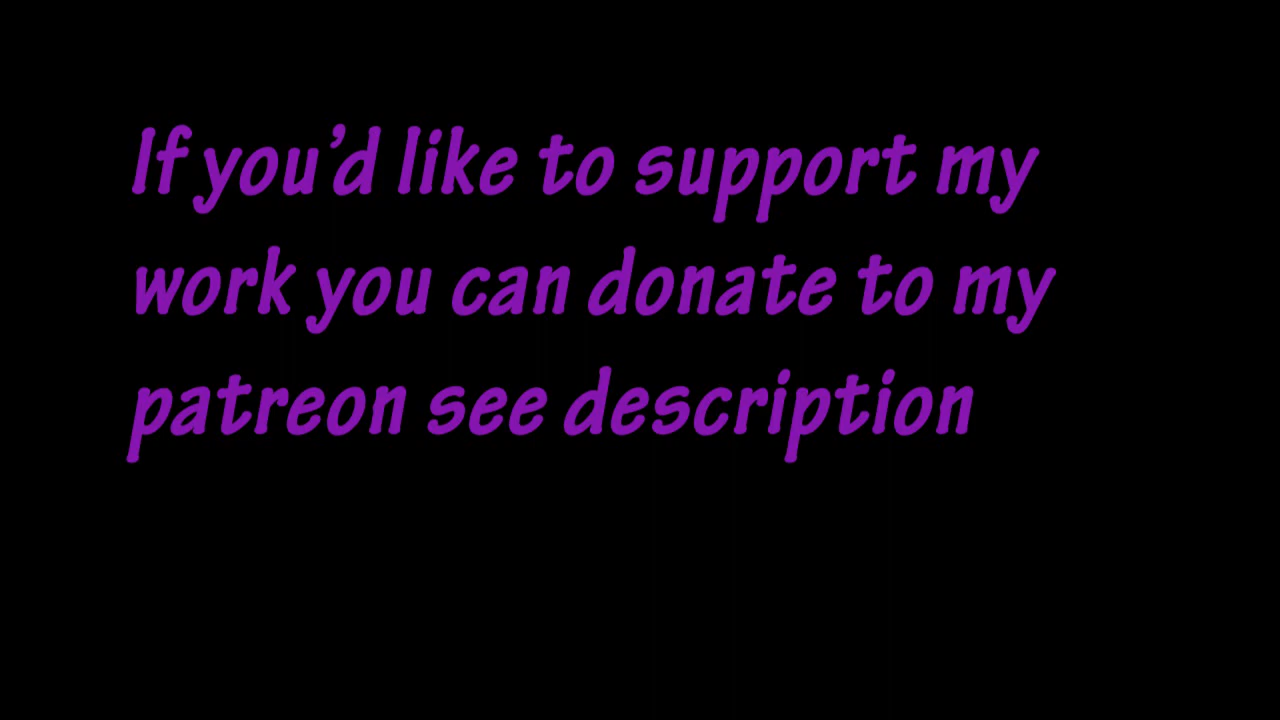 If you’d like to support my
work you can donate to my
patreon see description